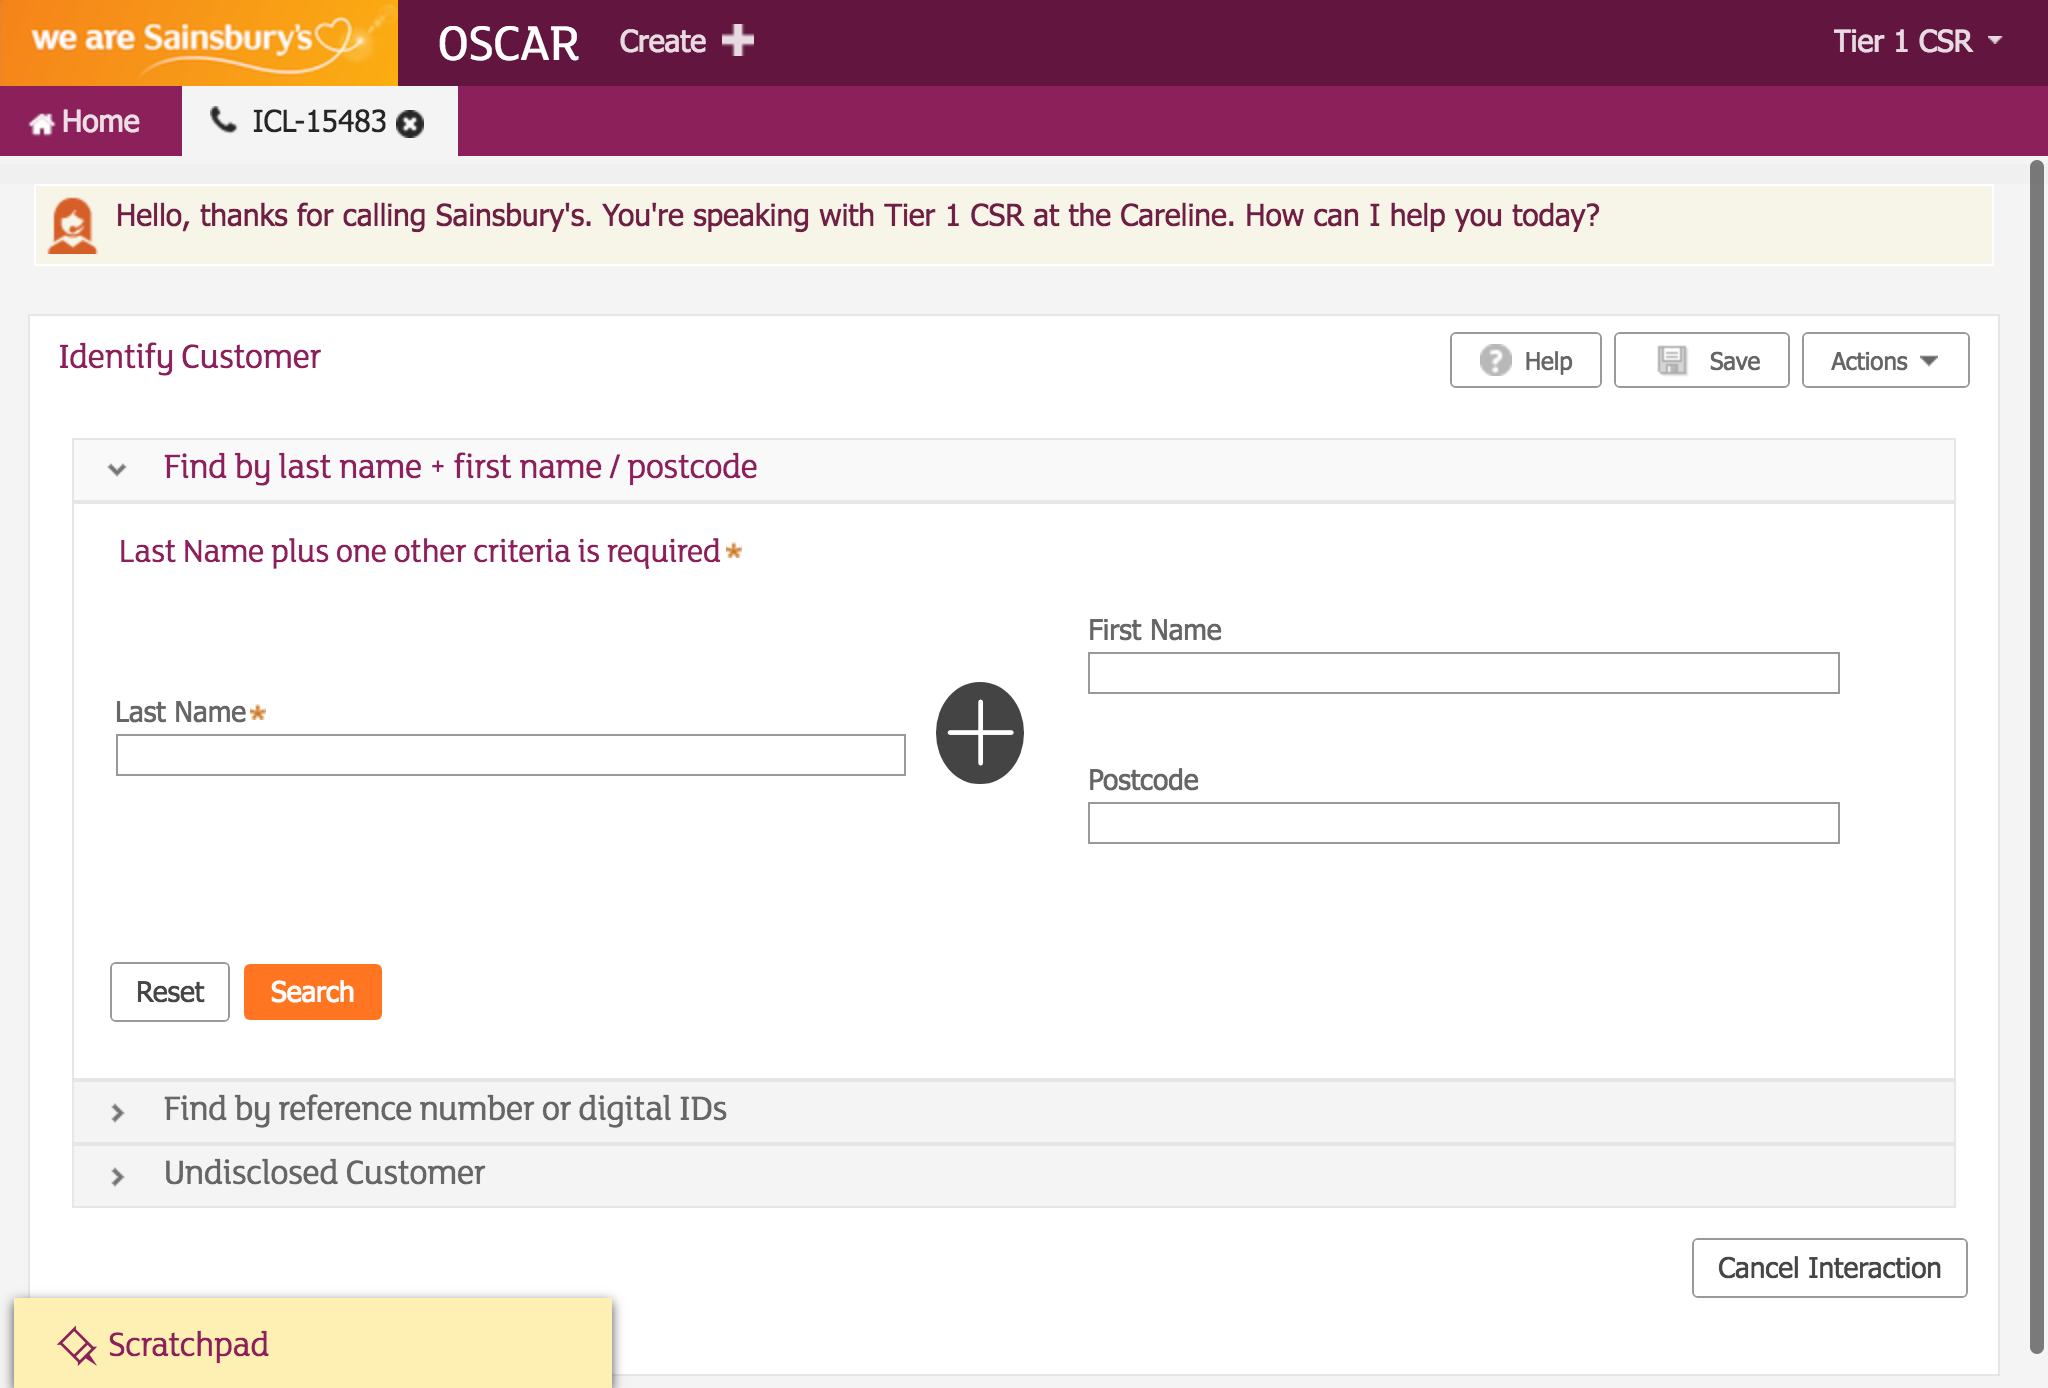 we are Sainsbury's
OSCAR
Create
Tier 1 CSR
Home
ICL-15483
Hello, thanks for calling Sainsbury's. You're speaking with Tier 1 CSR at the Careline. How can I help you today?
Identify Customer
Help
Save
Actions
Find by last name + first name / postcode
Last Name plus one other criteria is required*
First Name
Last Name*
Postcode
Reset
Search
Find by reference number or digital IDs
Undisclosed Customer
Cancel Interaction
Scratchpad